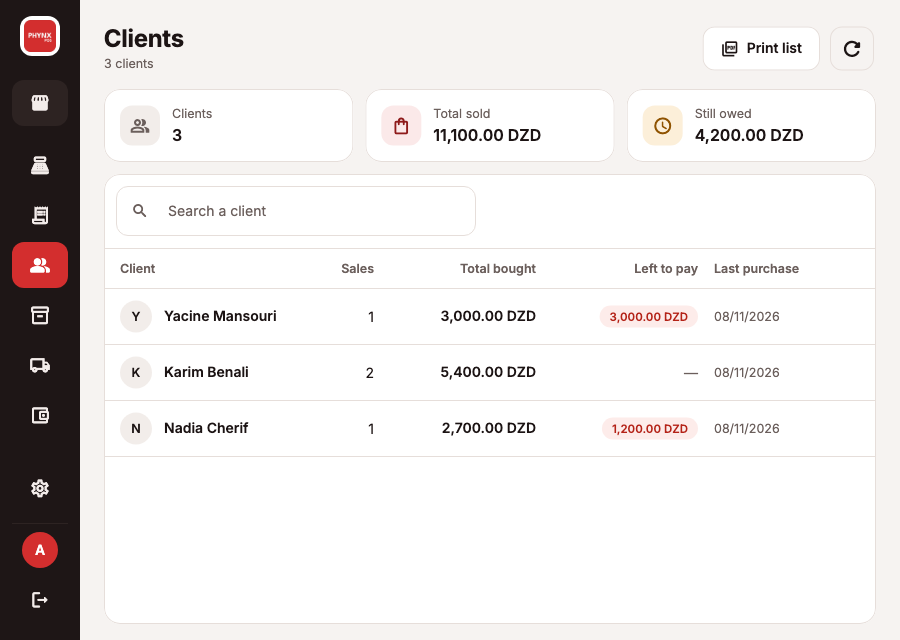 PHYNX
POS
Clients
3 clients
PDF
Print list
Clients
3
Total sold
11,100.00 DZD
Still owed
4,200.00 DZD
Search a client
Client Sales Total bought Left to pay Last purchase
Y Yacine Mansouri 1 3,000.00 DZD 3,000.00 DZD 08/11/2026
K Karim Benali 2 5,400.00 DZD — 08/11/2026
N Nadia Cherif 1 2,700.00 DZD 1,200.00 DZD 08/11/2026
A